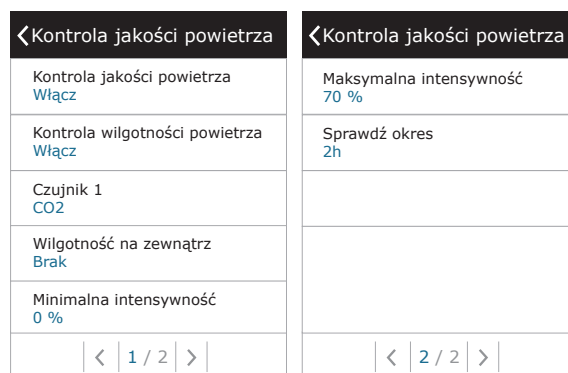 Kontrola jakości powietrza
Kontrola jakości powietrza
Włącz
Kontrola wilgotności powietrza
Włącz
Czujnik 1
CO2
Wilgotność na zewnątrz
Brak
Minimalna intensywność
0 %
1 / 2
Kontrola jakości powietrza
Maksymalna intensywność
70 %
Sprawdź okres
2h
2 / 2